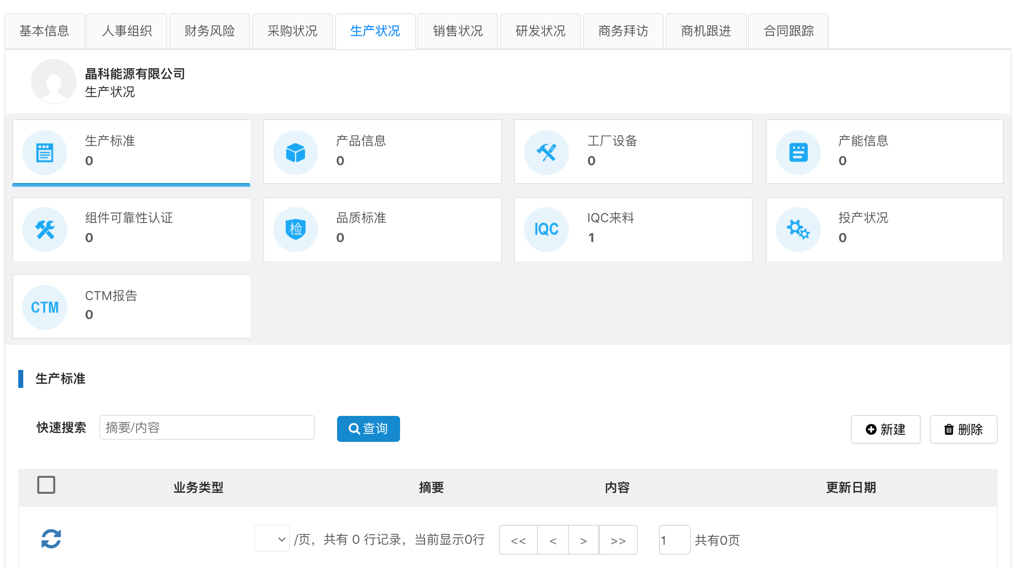 基本信息 人事组织 财务风险 采购状况 生产状况 销售状况 研发状况 商务拜访 商机跟进 合同跟踪
晶科能源有限公司
生产状况
生产标准 产品信息 工厂设备 产能信息
0 0 0 0
组件可靠性认证 检 品质标准 IQC IQC来料 投产状况
0 0 1 0
CTM CTM报告
0
生产标准
快速搜索 摘要/内容 查询 新建 删除
业务类型 摘要 内容 更新日期
/页，共有 0 行记录，当前显示0行 << < > >> 1 共有0页